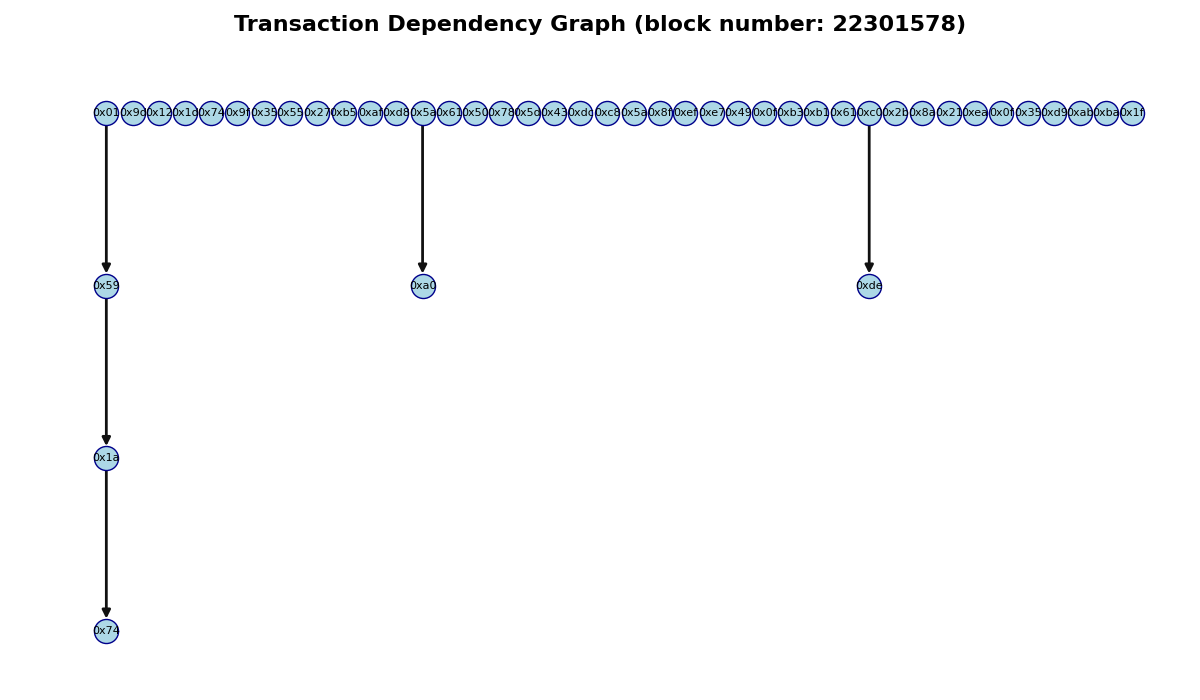 Transaction Dependency Graph (block number: 22301578)
0x01 0x9d 0x12 0x1d 0x74 0x9f 0x35 0x55 0x27 0xb5 0xaf 0xd8 0x5a 0x61 0x50 0x78 0x5d 0x43 0xdc 0xc8 0x5a 0x8f 0xef 0xe7 0x49 0x0f 0xb3 0xb1 0x61 0xc0 0x2b 0x8a 0x21 0xea 0x0f 0x35 0xd9 0xab 0xba 0x1f
0x59 0xa0 0xde
0x1a
0x74